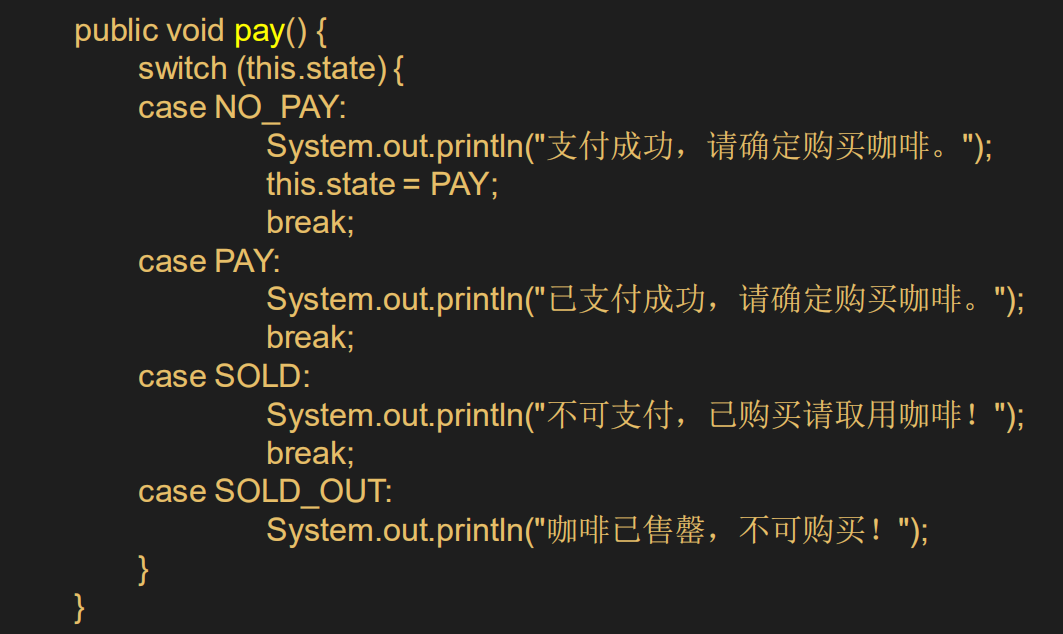 public void pay() {
switch (this.state) {
case NO_PAY:
System.out.println("支付成功，请确定购买咖啡。");
this.state = PAY;
break;
case PAY:
System.out.println("已支付成功，请确定购买咖啡。");
break;
case SOLD:
System.out.println("不可支付，已购买请取用咖啡！");
break;
case SOLD_OUT:
System.out.println("咖啡已售罄，不可购买！");
}
}